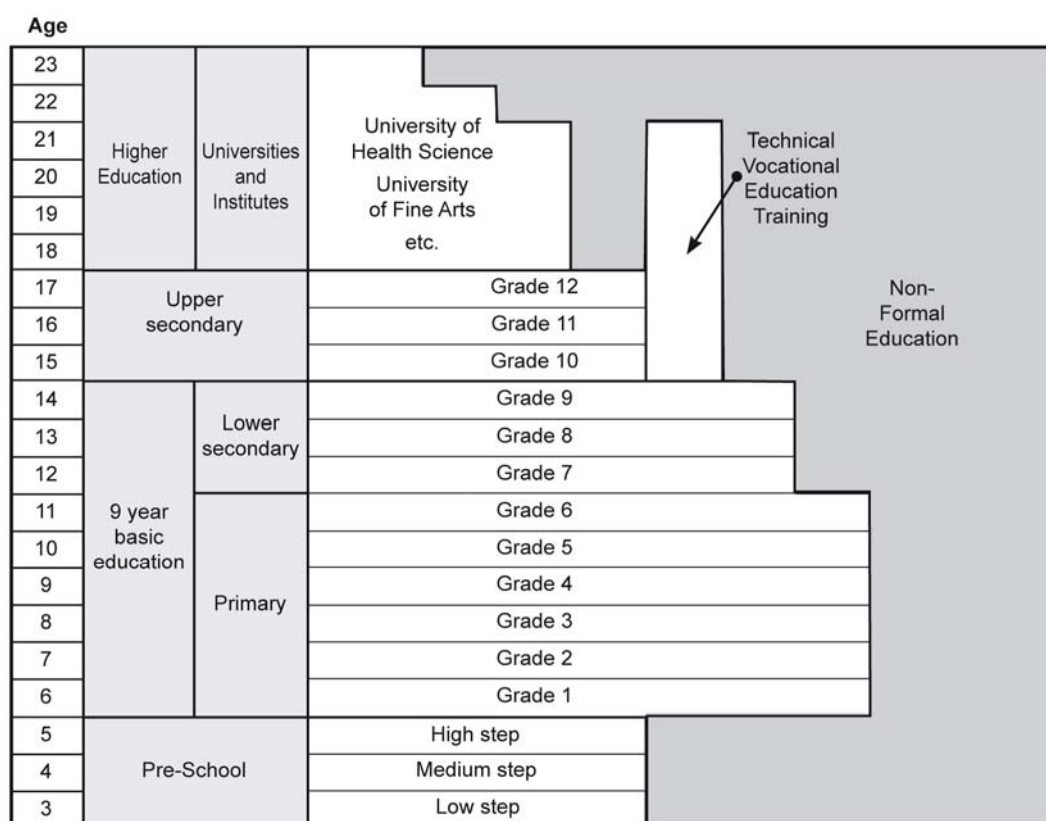 Age
23
22
21
20
19
18
17
16
15
14
13
12
11
10
9
8
7
6
5
4
3
Higher
Education
Universities
and
Institutes
University of
Health Science
University
of Fine Arts
etc.
Technical
Vocational
Education
Training
Non-
Formal
Education
Upper
secondary
Grade 12
Grade 11
Grade 10
9 year
basic
education
Lower
secondary
Grade 9
Grade 8
Grade 7
Primary
Grade 6
Grade 5
Grade 4
Grade 3
Grade 2
Grade 1
Pre-School
High step
Medium step
Low step